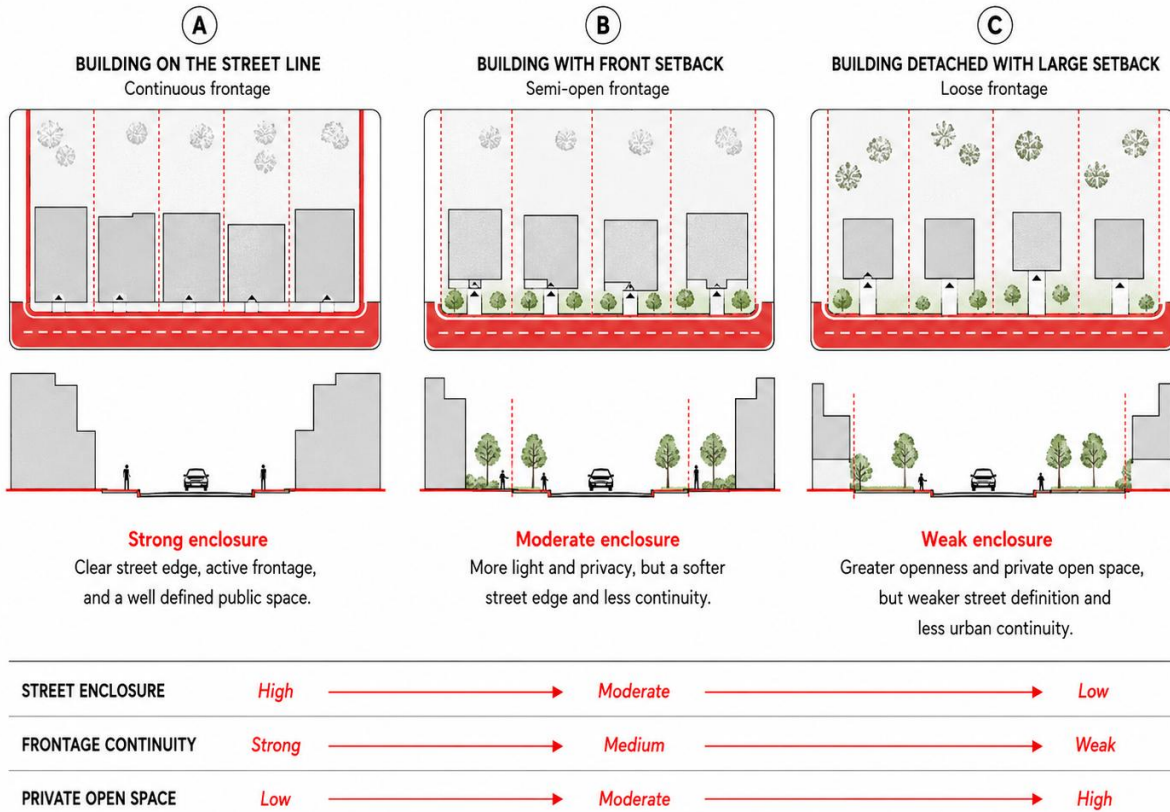 A
BUILDING ON THE STREET LINE
Continuous frontage
B
BUILDING WITH FRONT SETBACK
Semi-open frontage
C
BUILDING DETACHED WITH LARGE SETBACK
Loose frontage
Strong enclosure
Clear street edge, active frontage,
and a well defined public space.
Moderate enclosure
More light and privacy, but a softer
street edge and less continuity.
Weak enclosure
Greater openness and private open space,
but weaker street definition and
less urban continuity.
STREET ENCLOSURE High Moderate Low
FRONTAGE CONTINUITY Strong Medium Weak
PRIVATE OPEN SPACE Low Moderate High